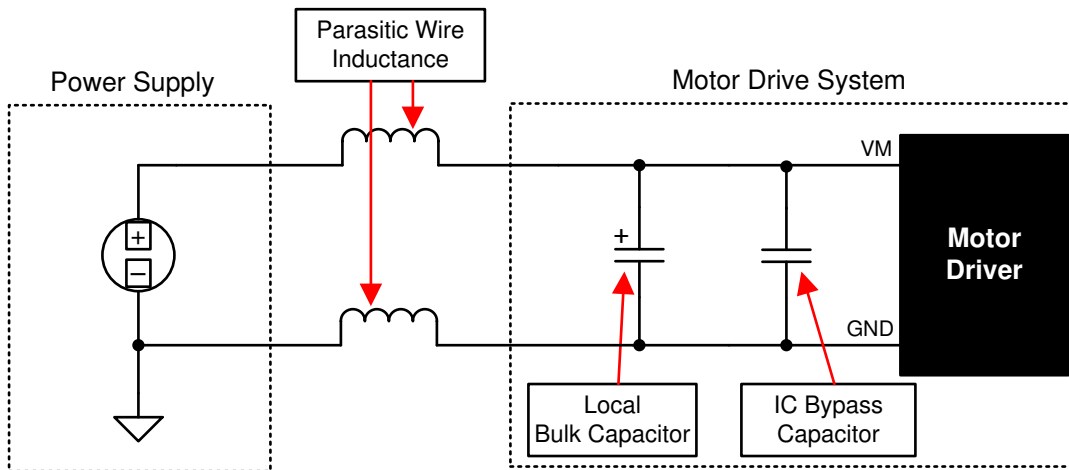 Parasitic Wire
Inductance
Power Supply
Motor Drive System
VM
+
+
−
Motor
Driver
GND
Local
Bulk Capacitor
IC Bypass
Capacitor